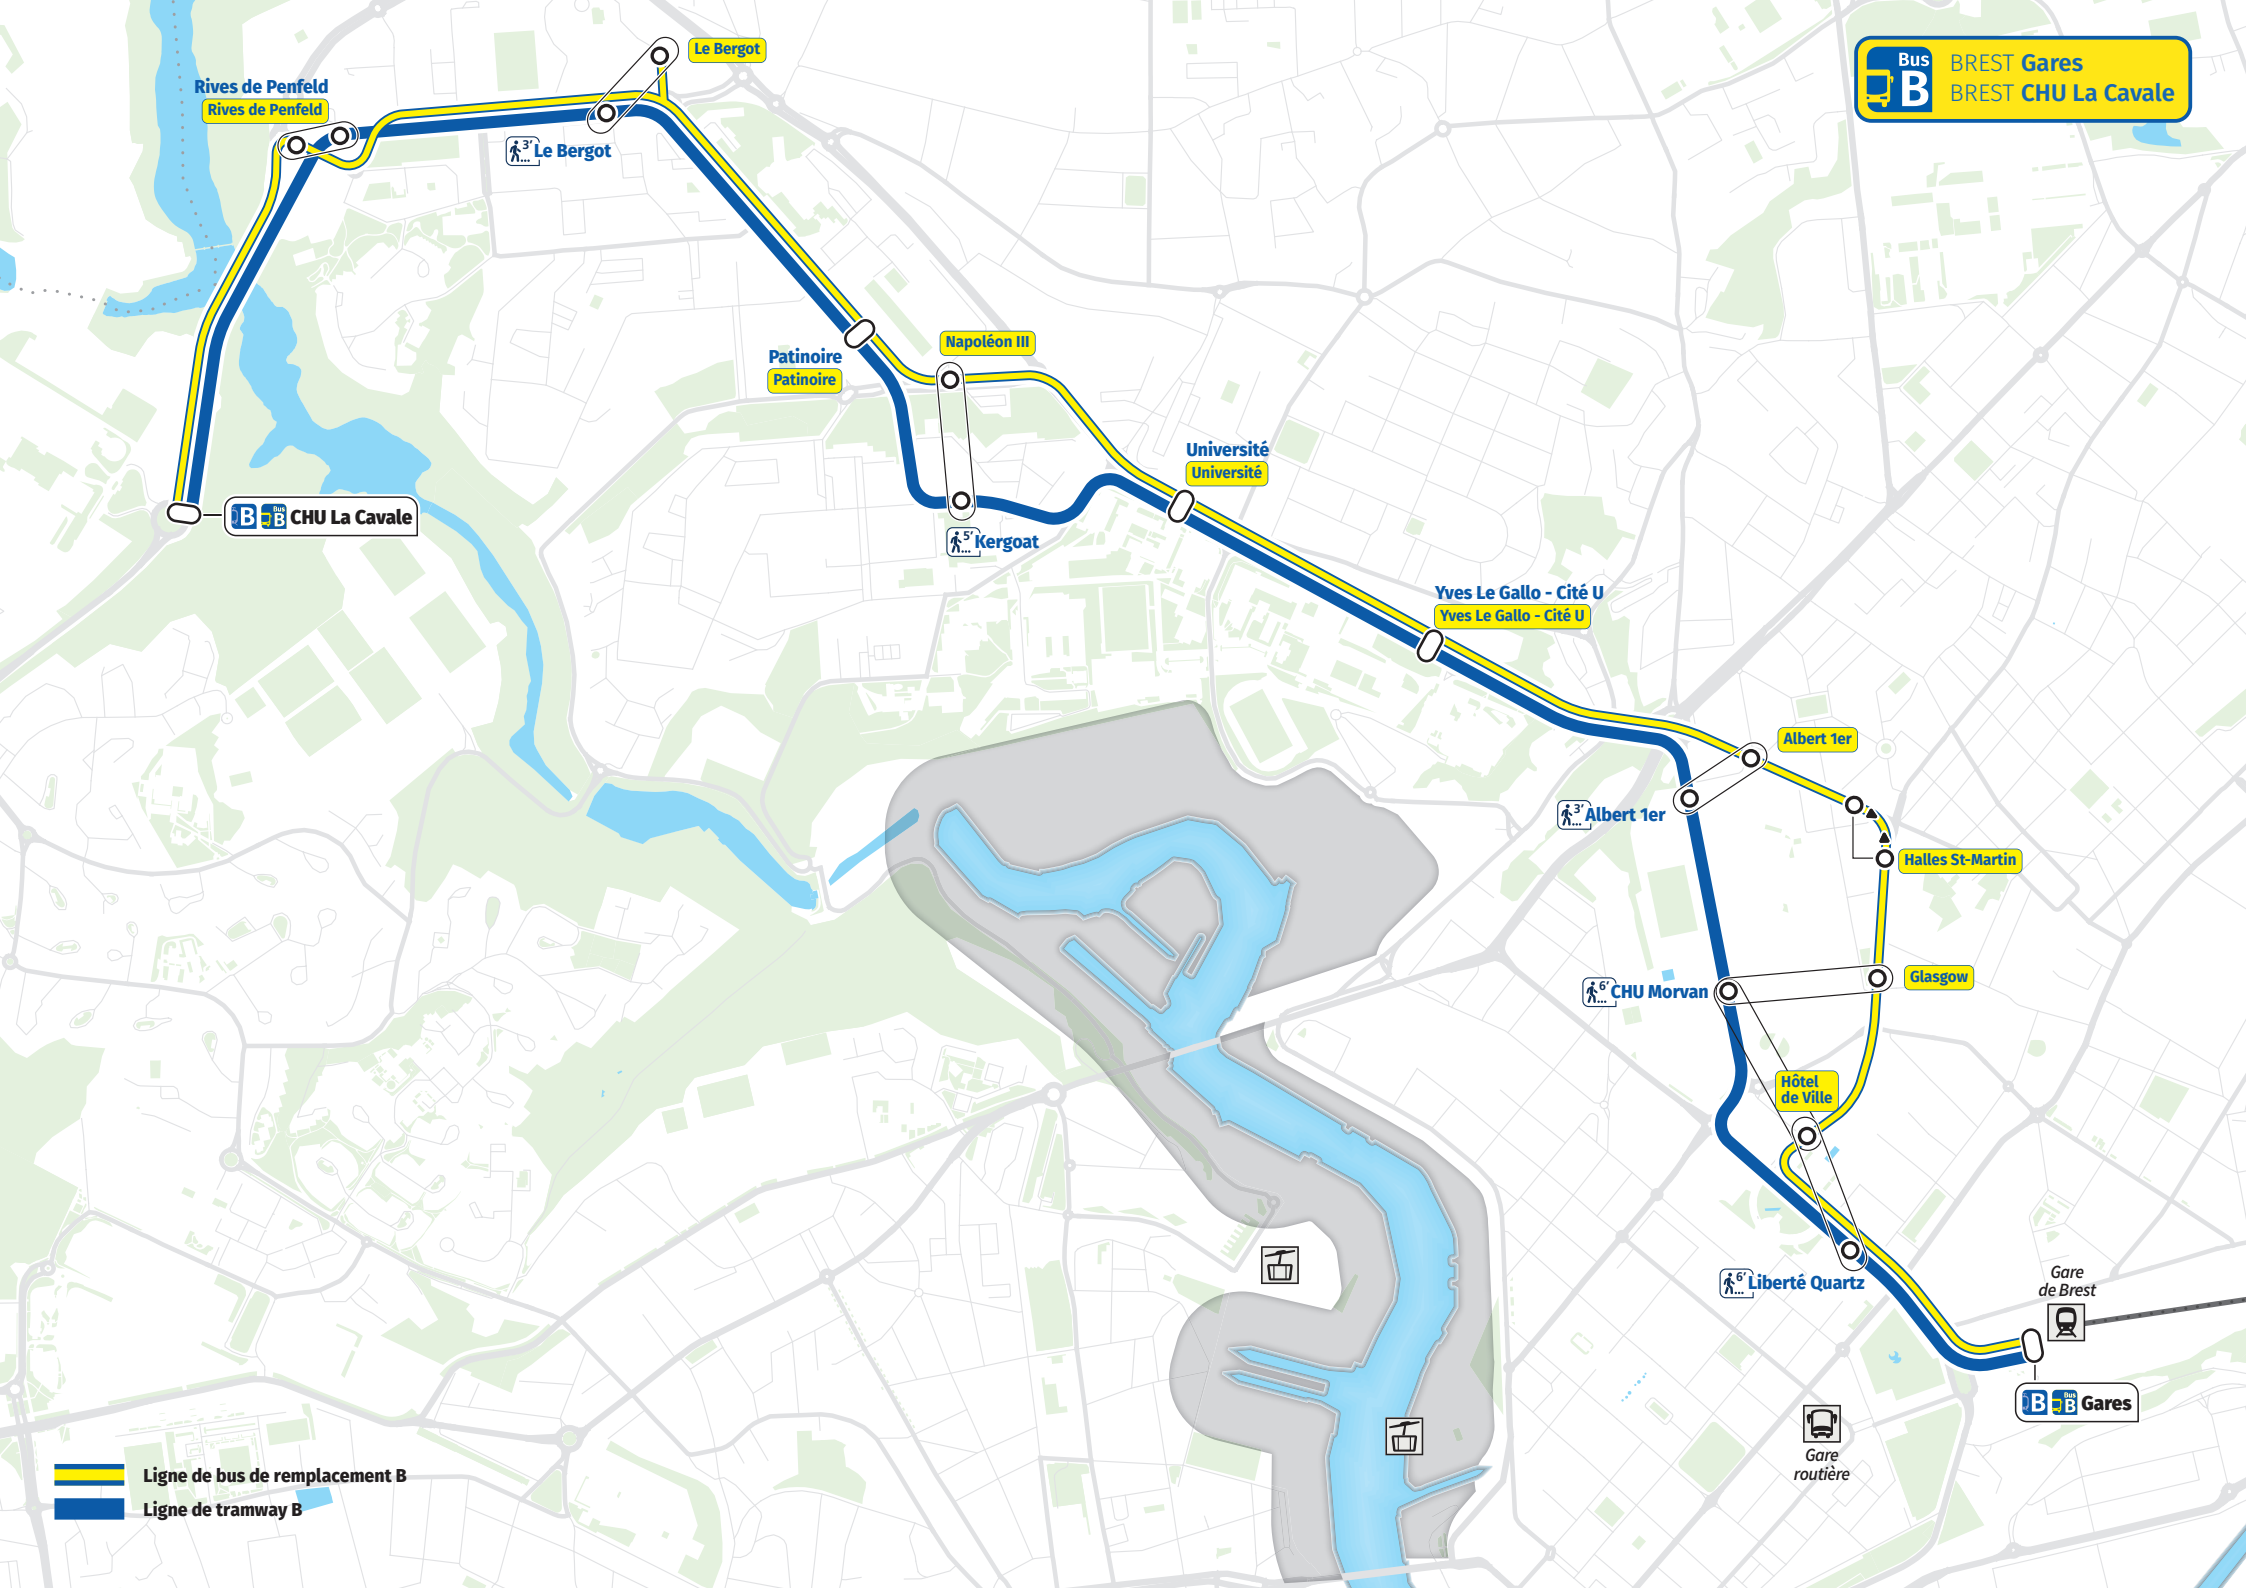 Bus
B
BREST Gares
BREST CHU La Cavale
Le Bergot
Rives de Penfeld
Rives de Penfeld
3'
Le Bergot
Napoléon III
Patinoire
Patinoire
Université
Université
B
Bus
B
CHU La Cavale
5'
Kergoat
Yves Le Gallo - Cité U
Yves Le Gallo - Cité U
Albert 1er
3'
Albert 1er
Halles St-Martin
Glasgow
6'
CHU Morvan
Hôtel
de Ville
6'
Liberté Quartz
Gare
de Brest
B
Bus
B
Gares
Gare
routière
Ligne de bus de remplacement B
Ligne de tramway B